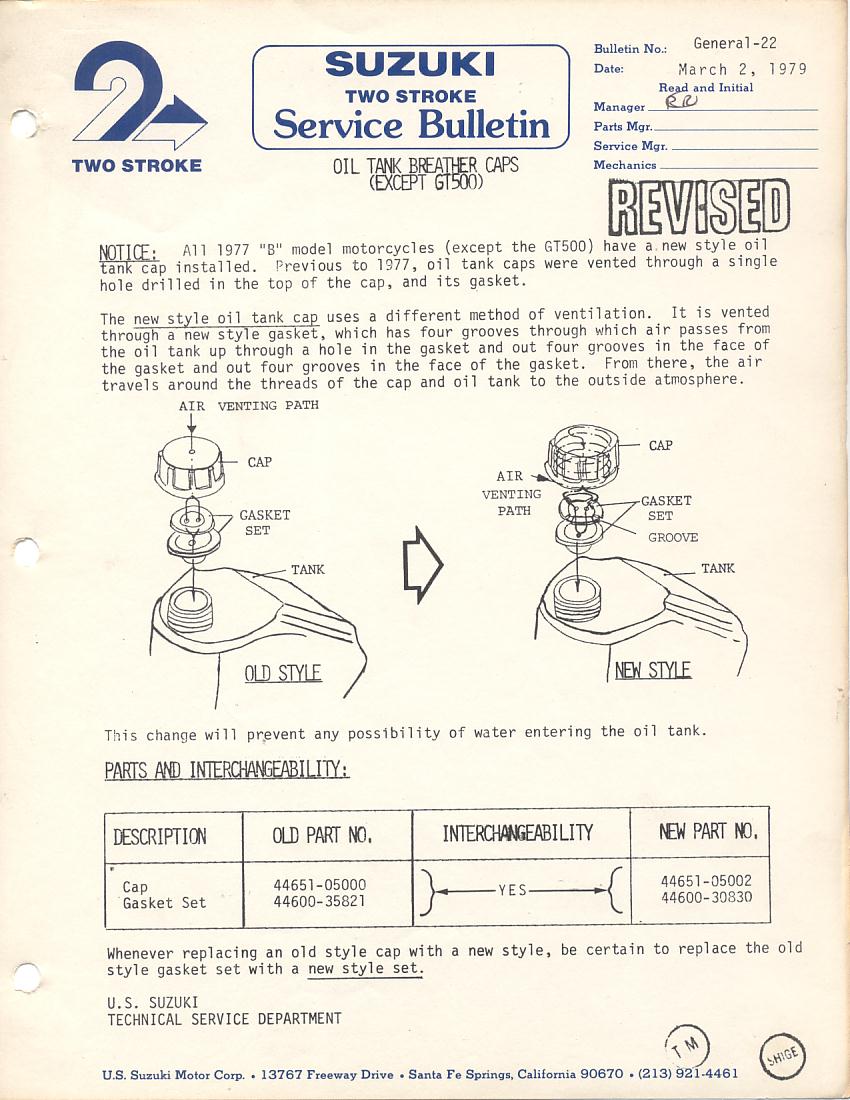 TWO STROKE
SUZUKI
TWO STROKE
Service Bulletin
OIL TANK BREATHER CAPS
(EXCEPT GT500)
Bulletin No.: General-22
Date: March 2, 1979
Read and Initial
Manager RR
Parts Mgr.
Service Mgr.
Mechanics
REVISED
NOTICE: All 1977 "B" model motorcycles (except the GT500) have a new style oil
tank cap installed. Previous to 1977, oil tank caps were vented through a single
hole drilled in the top of the cap, and its gasket.
The new style oil tank cap uses a different method of ventilation. It is vented
through a new style gasket, which has four grooves through which air passes from
the oil tank up through a hole in the gasket and out four grooves in the face of
the gasket and out four grooves in the face of the gasket. From there, the air
travels around the threads of the cap and oil tank to the outside atmosphere.
AIR VENTING PATH
CAP
GASKET
SET
TANK
OLD STYLE
CAP
AIR
VENTING
PATH
GASKET
SET
GROOVE
TANK
NEW STYLE
This change will prevent any possibility of water entering the oil tank.
PARTS AND INTERCHANGEABILITY:
DESCRIPTION OLD PART NO. INTERCHANGEABILITY NEW PART NO.
Cap 44651-05000 YES 44651-05002
Gasket Set 44600-35821 44600-30830
Whenever replacing an old style cap with a new style, be certain to replace the old
style gasket set with a new style set.
U.S. SUZUKI
TECHNICAL SERVICE DEPARTMENT
TM
SHIGE
U.S. Suzuki Motor Corp. • 13767 Freeway Drive • Santa Fe Springs, California 90670 • (213) 921-4461